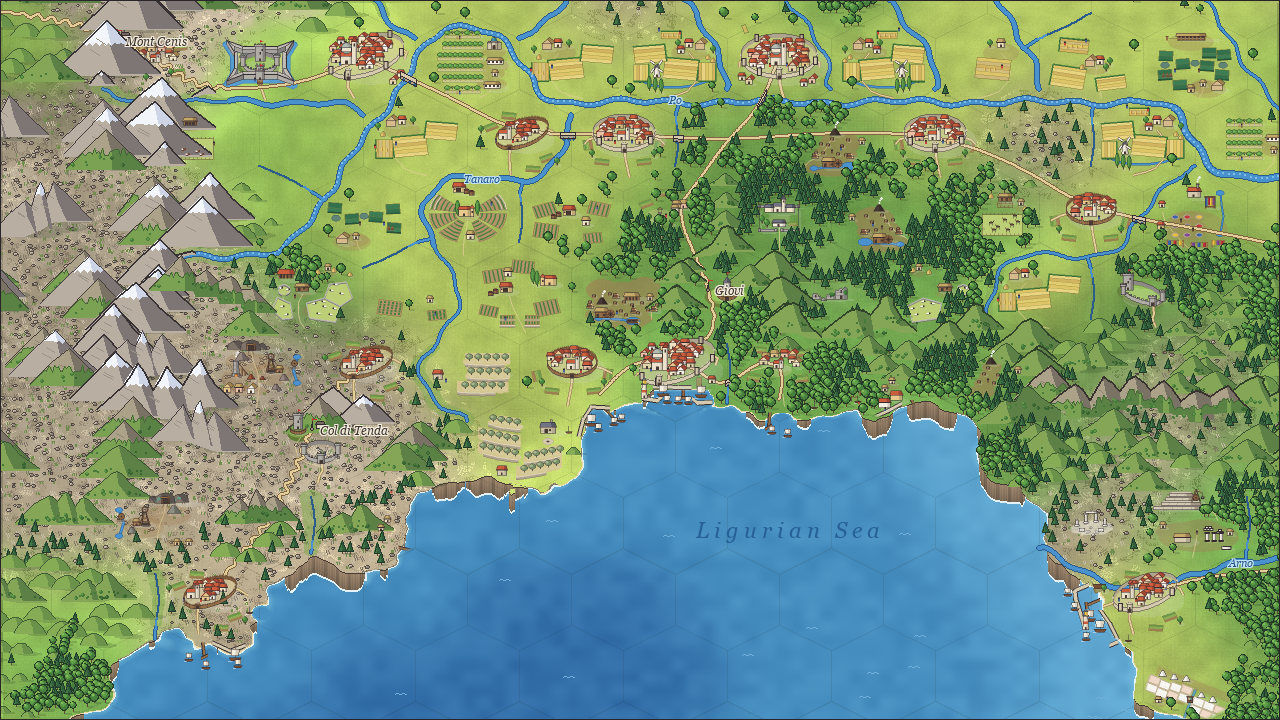 Mont Cenis
Po
Tanaro
Giovi
Col di Tenda
Ligurian Sea
Arno